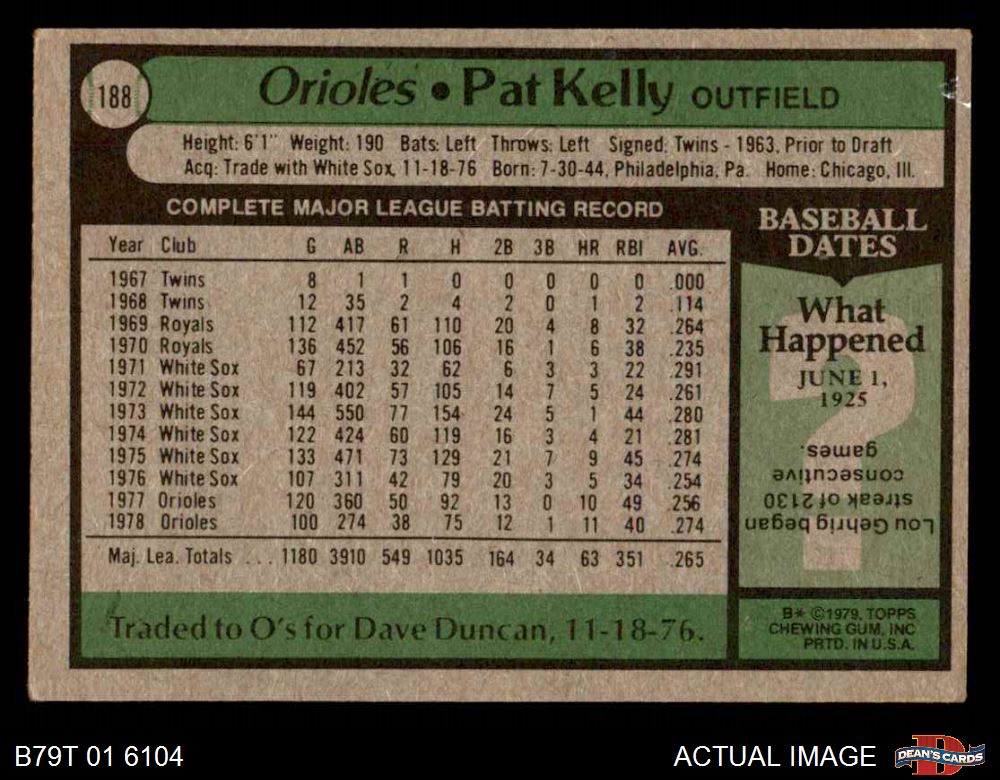 188
Orioles • Pat Kelly OUTFIELD
Height: 6'1" Weight: 190 Bats: Left Throws: Left Signed: Twins - 1963, Prior to Draft
Acq: Trade with White Sox, 11-18-76 Born: 7-30-44, Philadelphia, Pa. Home: Chicago, Ill.
COMPLETE MAJOR LEAGUE BATTING RECORD
Year Club G AB R H 2B 3B HR RBI AVG.
1967 Twins 8 1 1 0 0 0 0 0 .000
1968 Twins 12 35 2 4 2 0 1 2 .114
1969 Royals 112 417 61 110 20 4 8 32 .264
1970 Royals 136 452 56 106 16 1 6 38 .235
1971 White Sox 67 213 32 62 6 3 3 22 .291
1972 White Sox 119 402 57 105 14 7 5 24 .261
1973 White Sox 144 550 77 154 24 5 1 44 .280
1974 White Sox 122 424 60 119 16 3 4 21 .281
1975 White Sox 133 471 73 129 21 7 9 45 .274
1976 White Sox 107 311 42 79 20 3 5 34 .254
1977 Orioles 120 360 50 92 13 0 10 49 .256
1978 Orioles 100 274 38 75 12 1 11 40 .274
Maj. Lea. Totals ... 1180 3910 549 1035 164 34 63 351 .265
Traded to O's for Dave Duncan, 11-18-76.
BASEBALL
DATES
What
Happened
JUNE 1,
1925
?
Lou Gehrig began
streak of 2130
consecutive
games.
B* ©1979, TOPPS
CHEWING GUM, INC
PRTD. IN U.S.A.
B79T 01 6104
ACTUAL IMAGE
D
DEAN'S CARDS